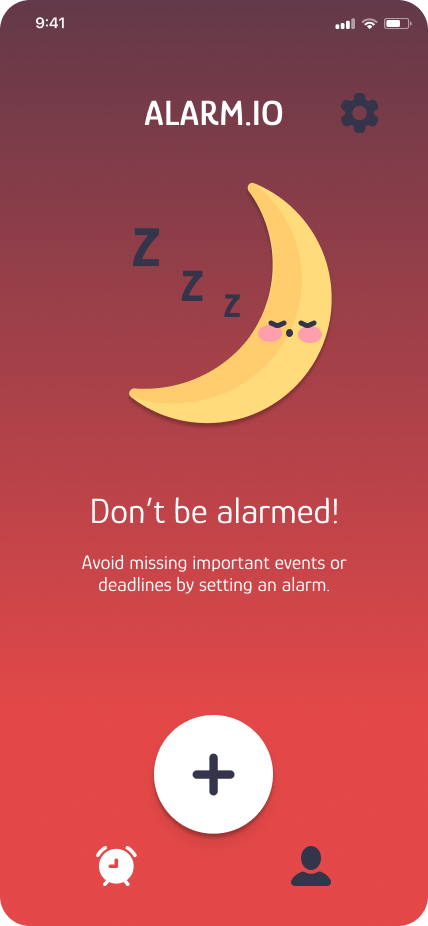 9:41
ALARM.IO
Z
Z
Z
Don't be alarmed!
Avoid missing important events or
deadlines by setting an alarm.